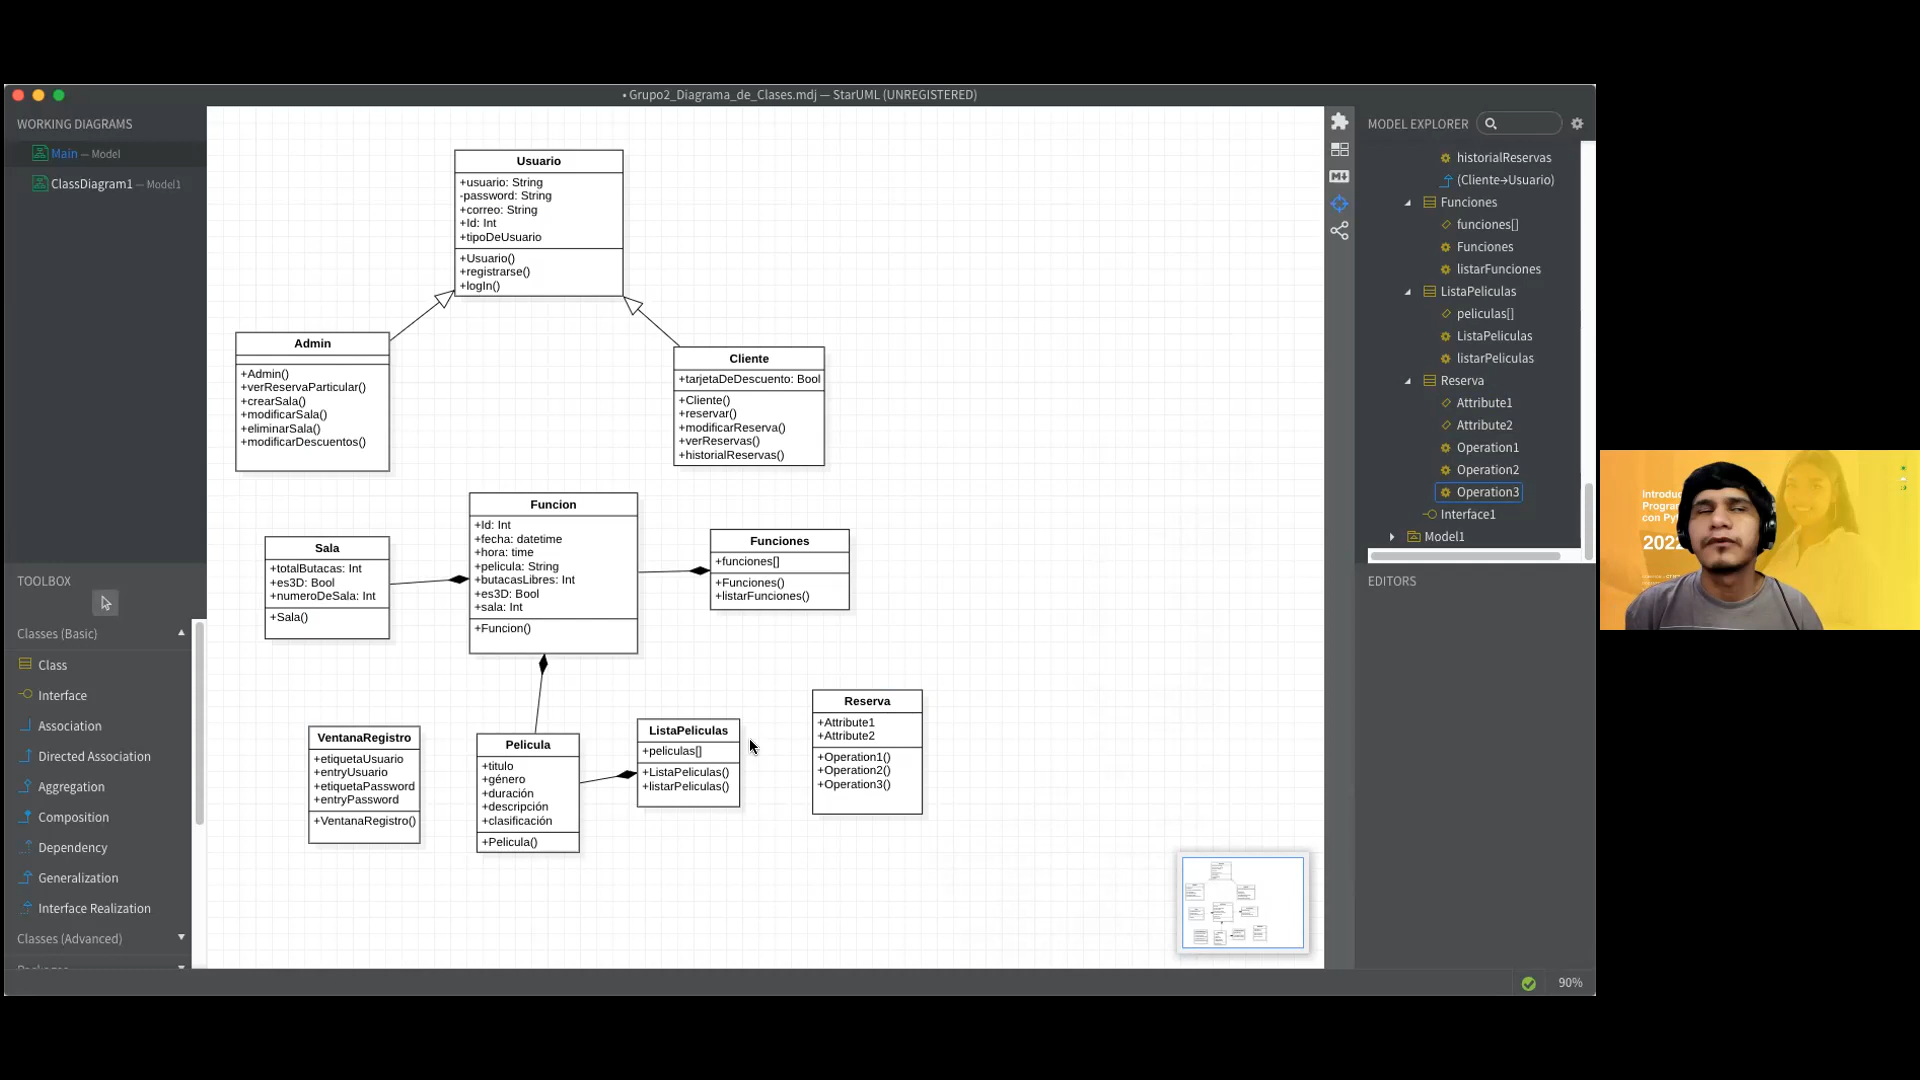 • Grupo2_Diagrama_de_Clases.mdj — StarUML (UNREGISTERED)
WORKING DIAGRAMS
Main — Model
ClassDiagram1 — Model1
TOOLBOX
Classes (Basic)
Class
Interface
Association
Directed Association
Aggregation
Composition
Dependency
Generalization
Interface Realization
Classes (Advanced)
Usuario
+usuario: String
-password: String
+correo: String
+Id: Int
+tipoDeUsuario
+Usuario()
+registrarse()
+logIn()
Admin
+Admin()
+verReservaParticular()
+crearSala()
+modificarSala()
+eliminarSala()
+modificarDescuentos()
Cliente
+tarjetaDeDescuento: Bool
+Cliente()
+reservar()
+modificarReserva()
+verReservas()
+historialReservas()
Sala
+totalButacas: Int
+es3D: Bool
+numeroDeSala: Int
+Sala()
Funcion
+Id: Int
+fecha: datetime
+hora: time
+pelicula: String
+butacasLibres: Int
+es3D: Bool
+sala: Int
+Funcion()
Funciones
+funciones[]
+Funciones()
+listarFunciones()
VentanaRegistro
+etiquetaUsuario
+entryUsuario
+etiquetaPassword
+entryPassword
+VentanaRegistro()
Pelicula
+titulo
+género
+duración
+descripción
+clasificación
+Pelicula()
ListaPeliculas
+peliculas[]
+ListaPeliculas()
+listarPeliculas()
Reserva
+Attribute1
+Attribute2
+Operation1()
+Operation2()
+Operation3()
M↓
MODEL EXPLORER
historialReservas
(Cliente→Usuario)
Funciones
funciones[]
Funciones
listarFunciones
ListaPeliculas
peliculas[]
ListaPeliculas
listarPeliculas
Reserva
Attribute1
Attribute2
Operation1
Operation2
Operation3
Interface1
Model1
EDITORS
90%
Introdu
Progra
con Py
2022